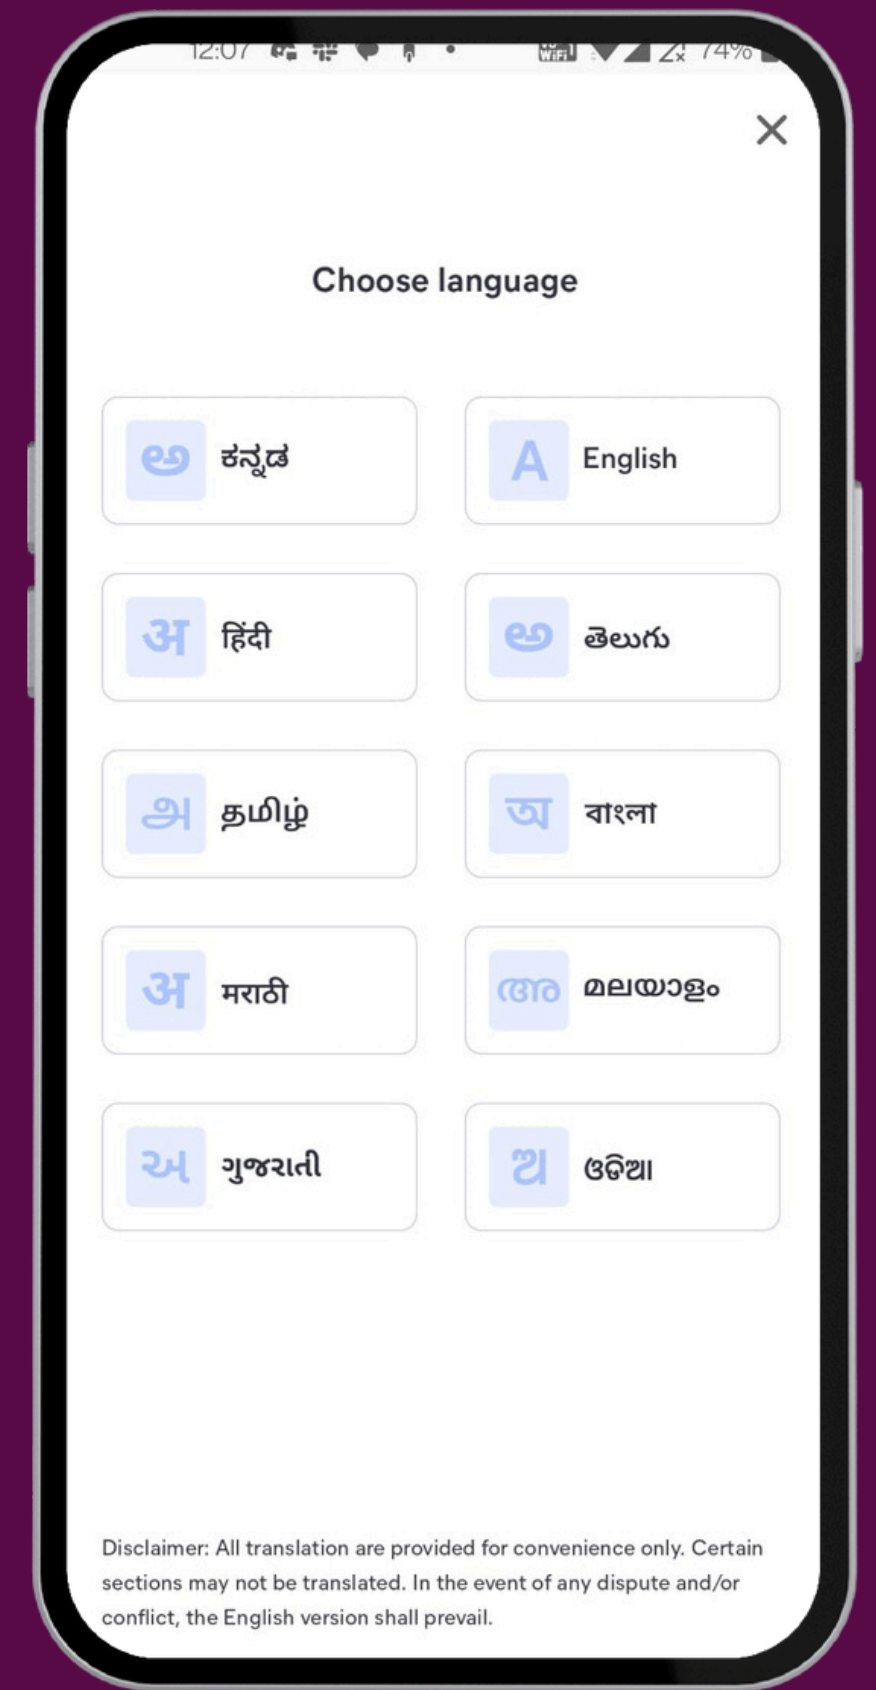 12:07 74%
Choose language
ಅ ಕನ್ನಡ
A English
अ हिंदी
అ తెలుగు
அ தமிழ்
অ বাংলা
अ मराठी
അ മലയാളം
અ ગુજરાતી
ଅ ଓଡିଆ
Disclaimer: All translation are provided for convenience only. Certain
sections may not be translated. In the event of any dispute and/or
conflict, the English version shall prevail.